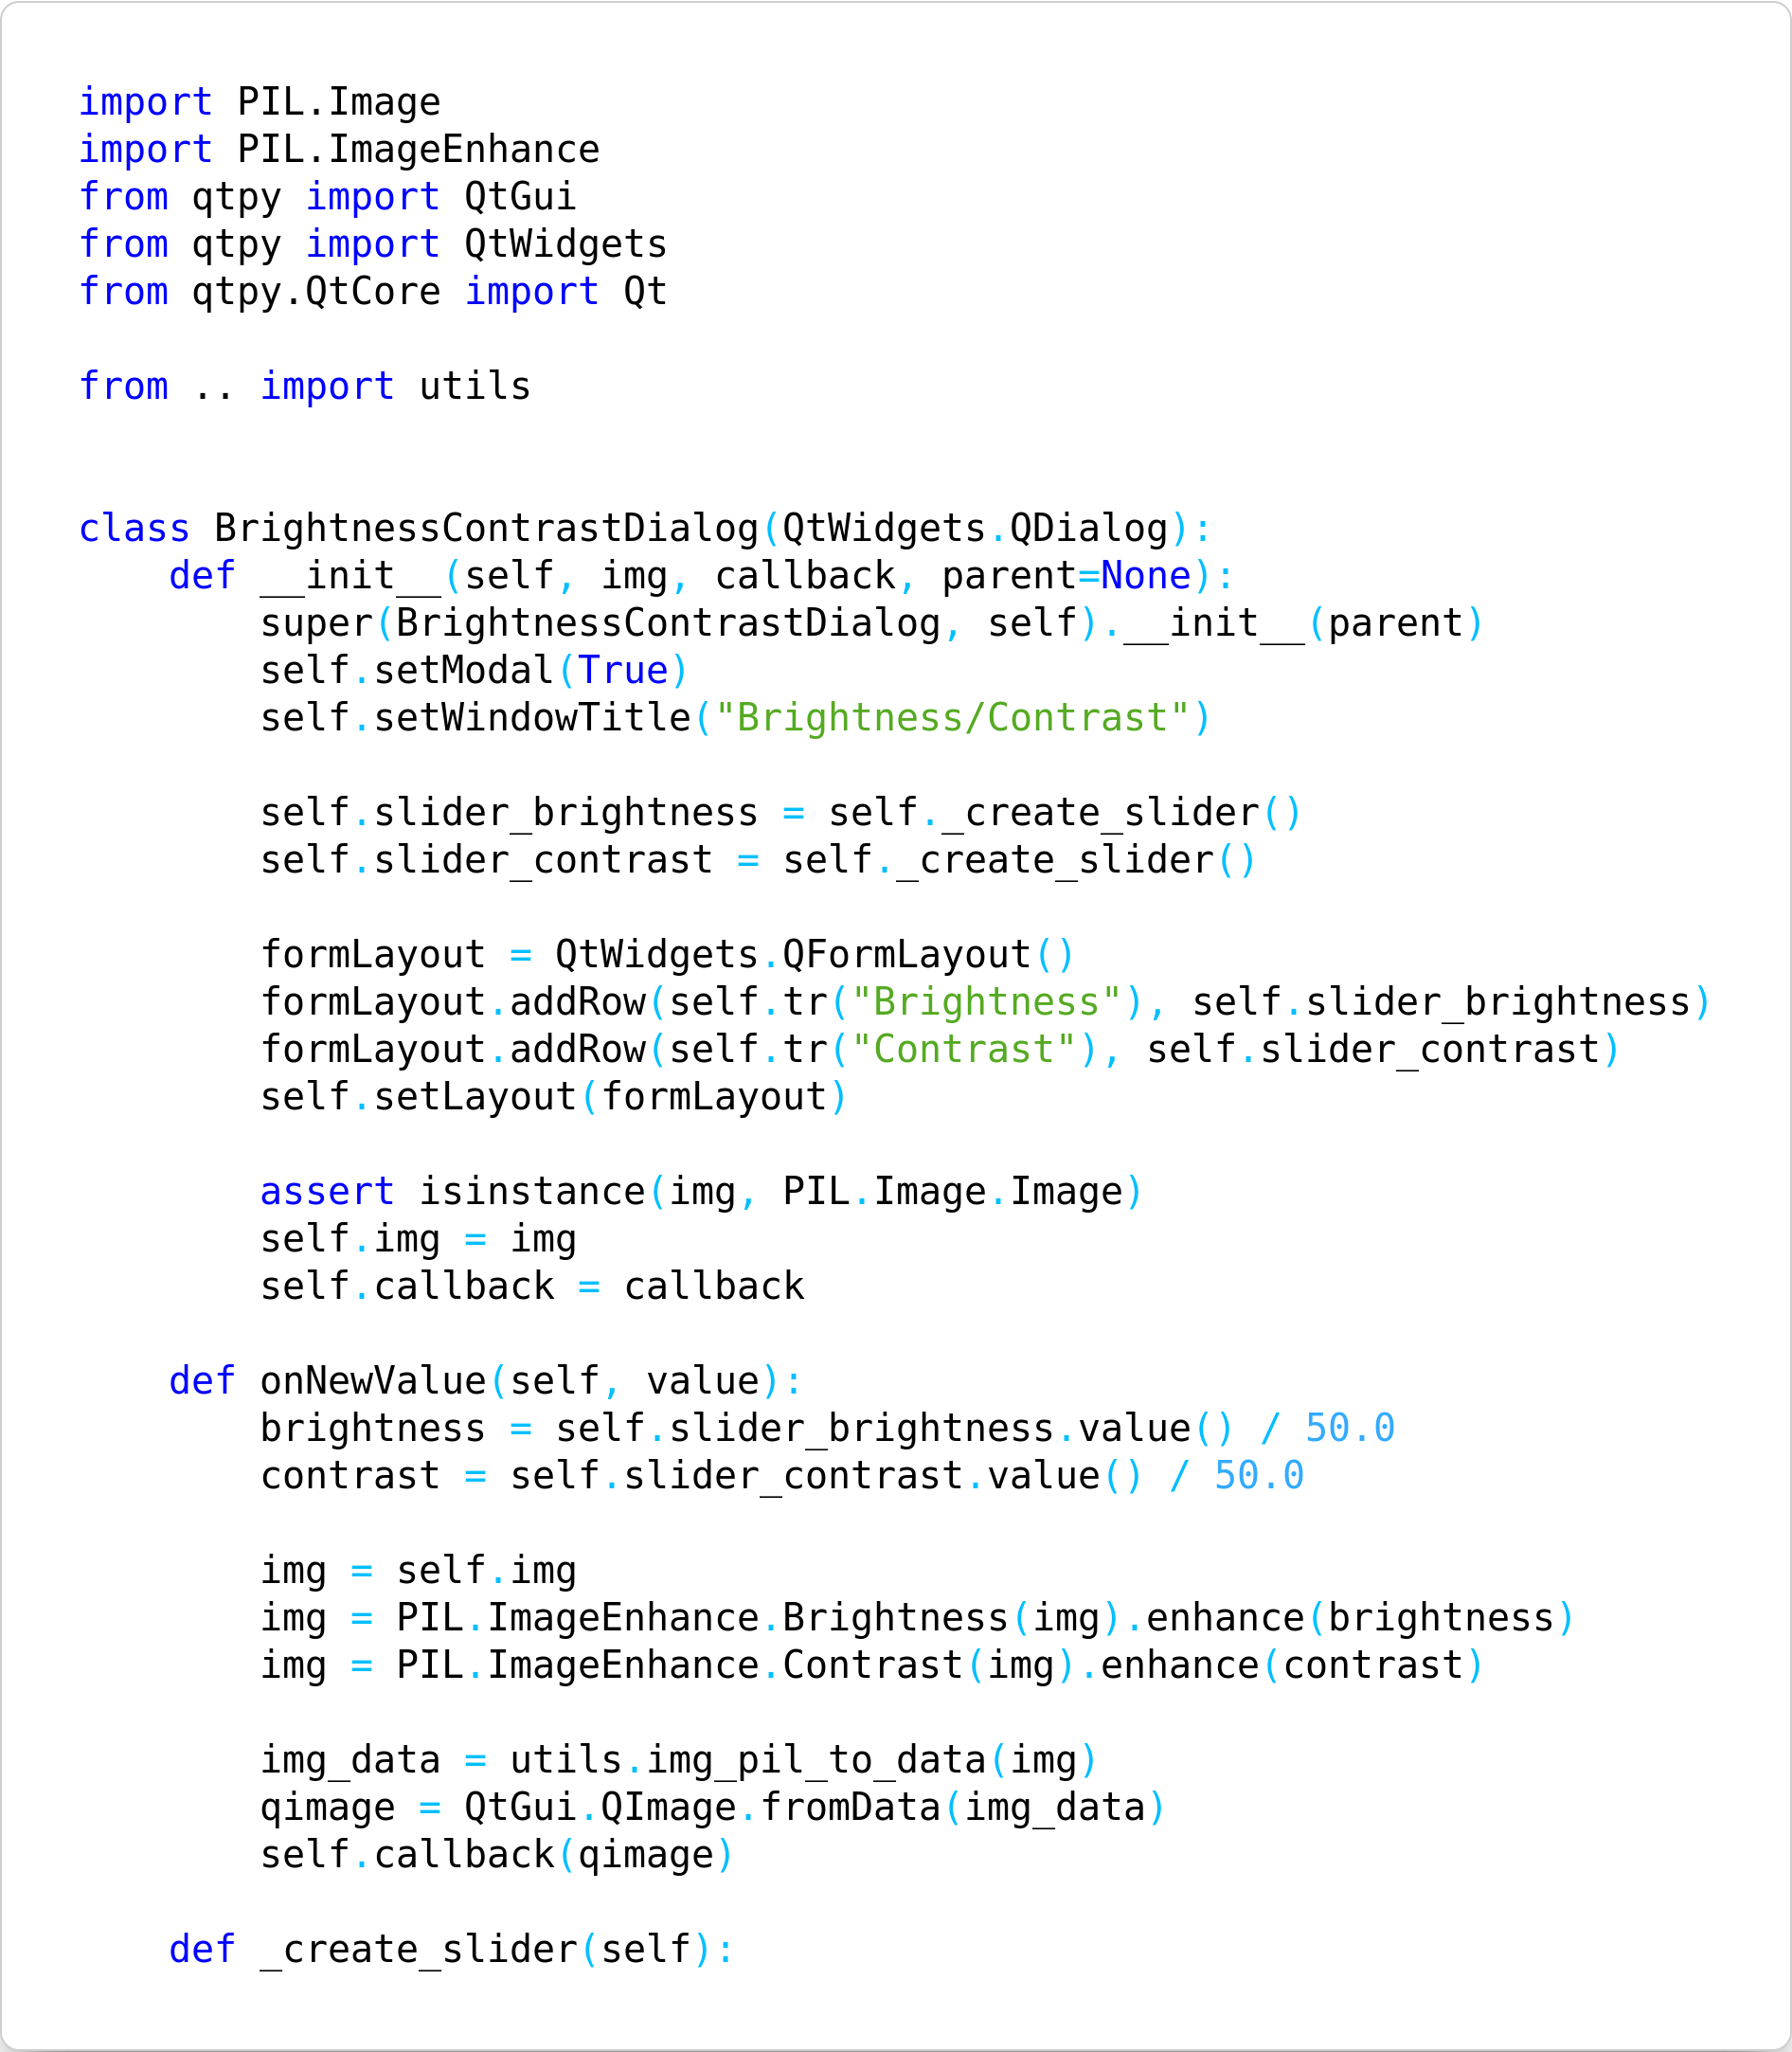 import PIL.Image
import PIL.ImageEnhance
from qtpy import QtGui
from qtpy import QtWidgets
from qtpy.QtCore import Qt

from .. import utils


class BrightnessContrastDialog(QtWidgets.QDialog):
    def __init__(self, img, callback, parent=None):
        super(BrightnessContrastDialog, self).__init__(parent)
        self.setModal(True)
        self.setWindowTitle("Brightness/Contrast")

        self.slider_brightness = self._create_slider()
        self.slider_contrast = self._create_slider()

        formLayout = QtWidgets.QFormLayout()
        formLayout.addRow(self.tr("Brightness"), self.slider_brightness)
        formLayout.addRow(self.tr("Contrast"), self.slider_contrast)
        self.setLayout(formLayout)

        assert isinstance(img, PIL.Image.Image)
        self.img = img
        self.callback = callback

    def onNewValue(self, value):
        brightness = self.slider_brightness.value() / 50.0
        contrast = self.slider_contrast.value() / 50.0

        img = self.img
        img = PIL.ImageEnhance.Brightness(img).enhance(brightness)
        img = PIL.ImageEnhance.Contrast(img).enhance(contrast)

        img_data = utils.img_pil_to_data(img)
        qimage = QtGui.QImage.fromData(img_data)
        self.callback(qimage)

    def _create_slider(self):